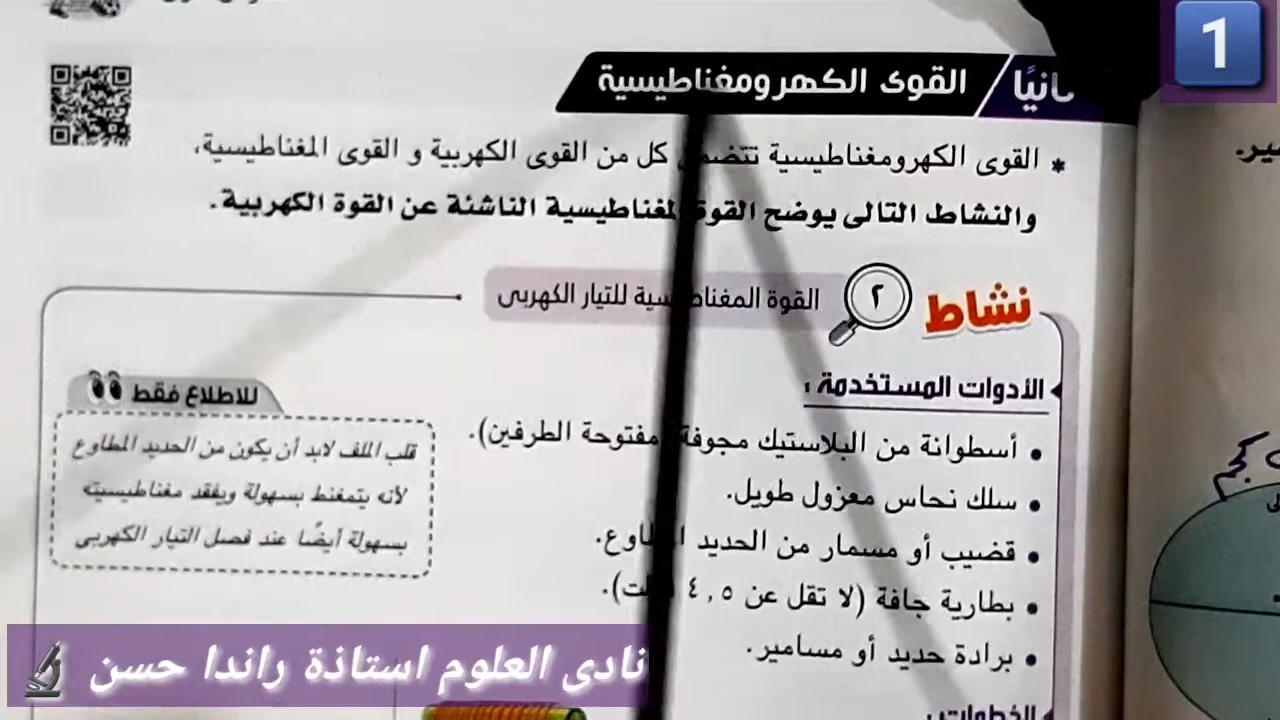 1
ثانيًا القوى الكهرومغناطيسية
* القوى الكهرومغناطيسية تتضمن كل من القوى الكهربية و القوى المغناطيسية،
والنشاط التالى يوضح القوة المغناطيسية الناشئة عن القوة الكهربية.
نشاط ٢ القوة المغناطيسية للتيار الكهربى
الأدوات المستخدمة :
• أسطوانة من البلاستيك مجوفة (مفتوحة الطرفين).
• سلك نحاس معزول طويل.
• قضيب أو مسمار من الحديد المطاوع.
• بطارية جافة (لا تقل عن ٤,٥ ڤولت).
• برادة حديد أو مسامير.
الخطوات :
للاطلاع فقط
قلب الملف لابد أن يكون من الحديد المطاوع
لأنه يتمغنط بسهولة ويفقد مغناطيسيته
بسهولة أيضًا عند فصل التيار الكهربى
نادى العلوم استاذة راندا حسن